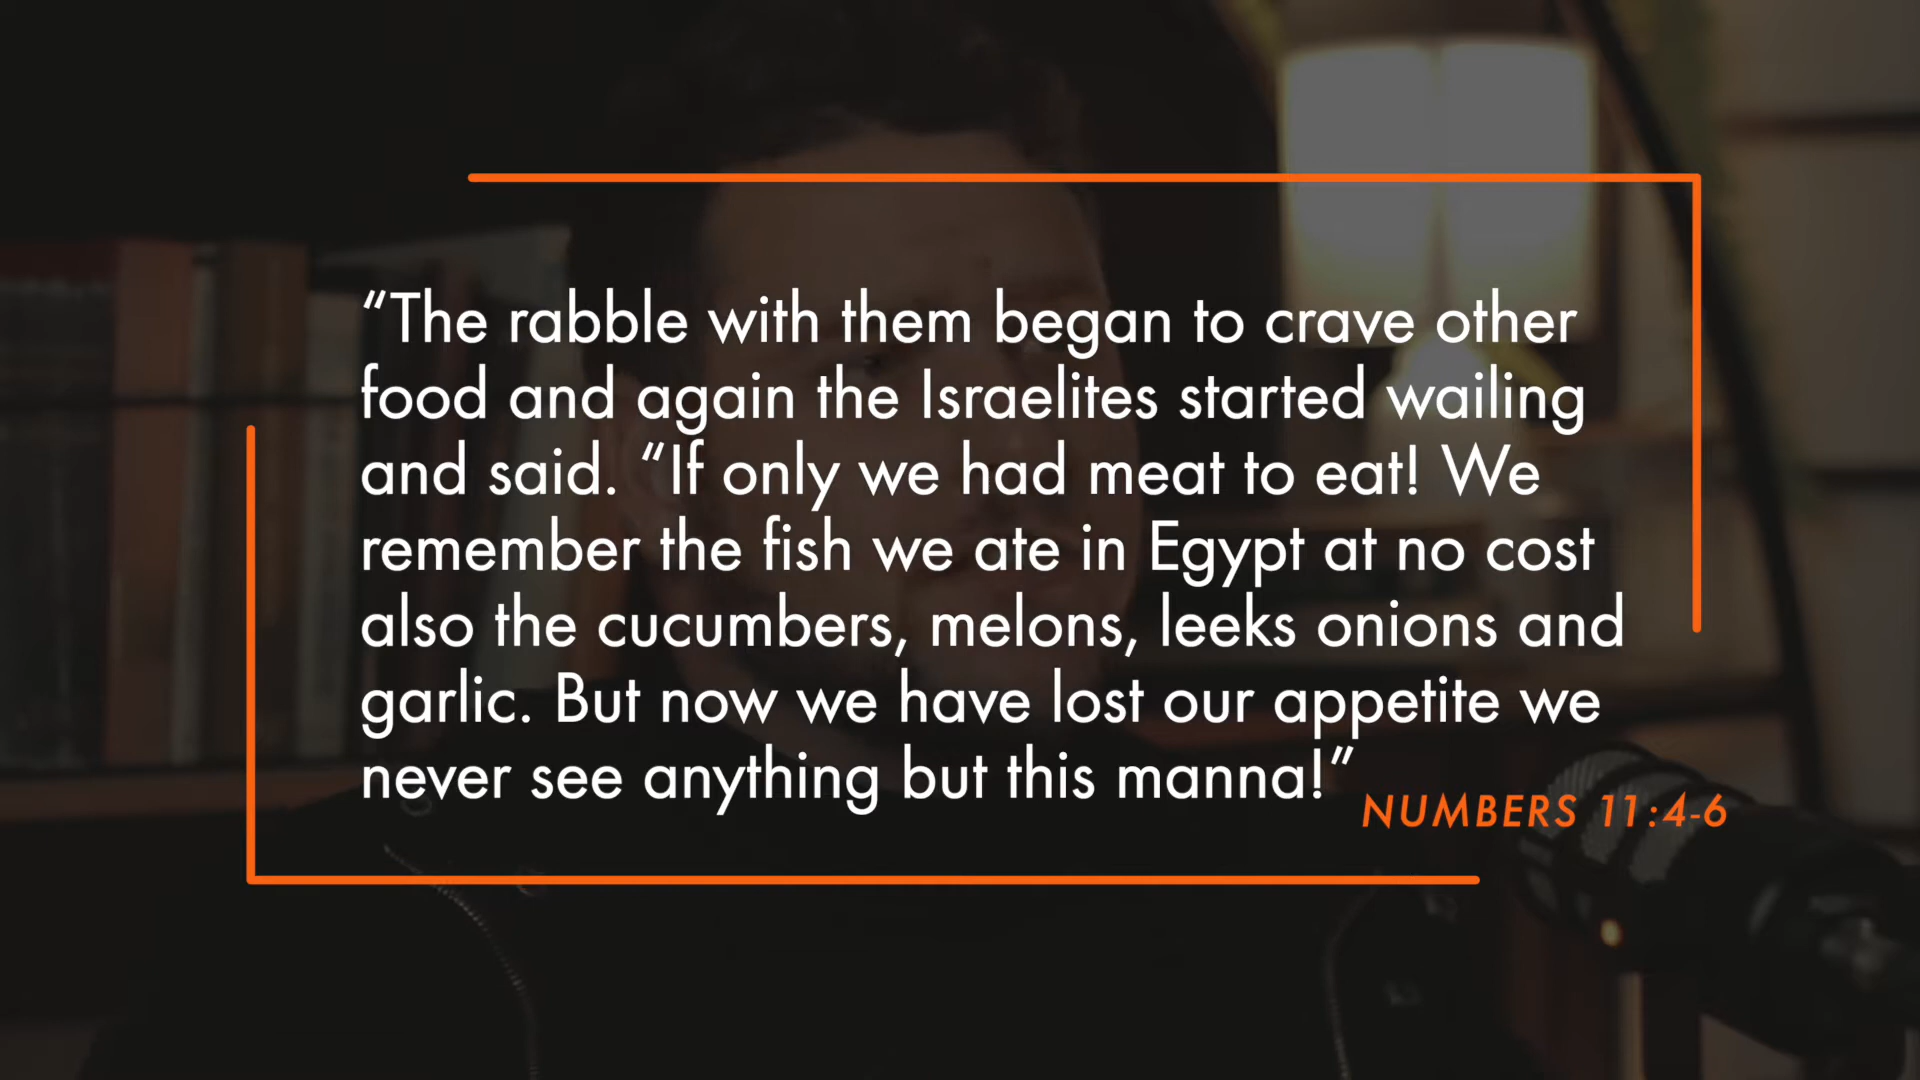 “The rabble with them began to crave other
food and again the Israelites started wailing
and said. “If only we had meat to eat! We
remember the fish we ate in Egypt at no cost
also the cucumbers, melons, leeks onions and
garlic. But now we have lost our appetite we
never see anything but this manna!”
NUMBERS 11:4-6